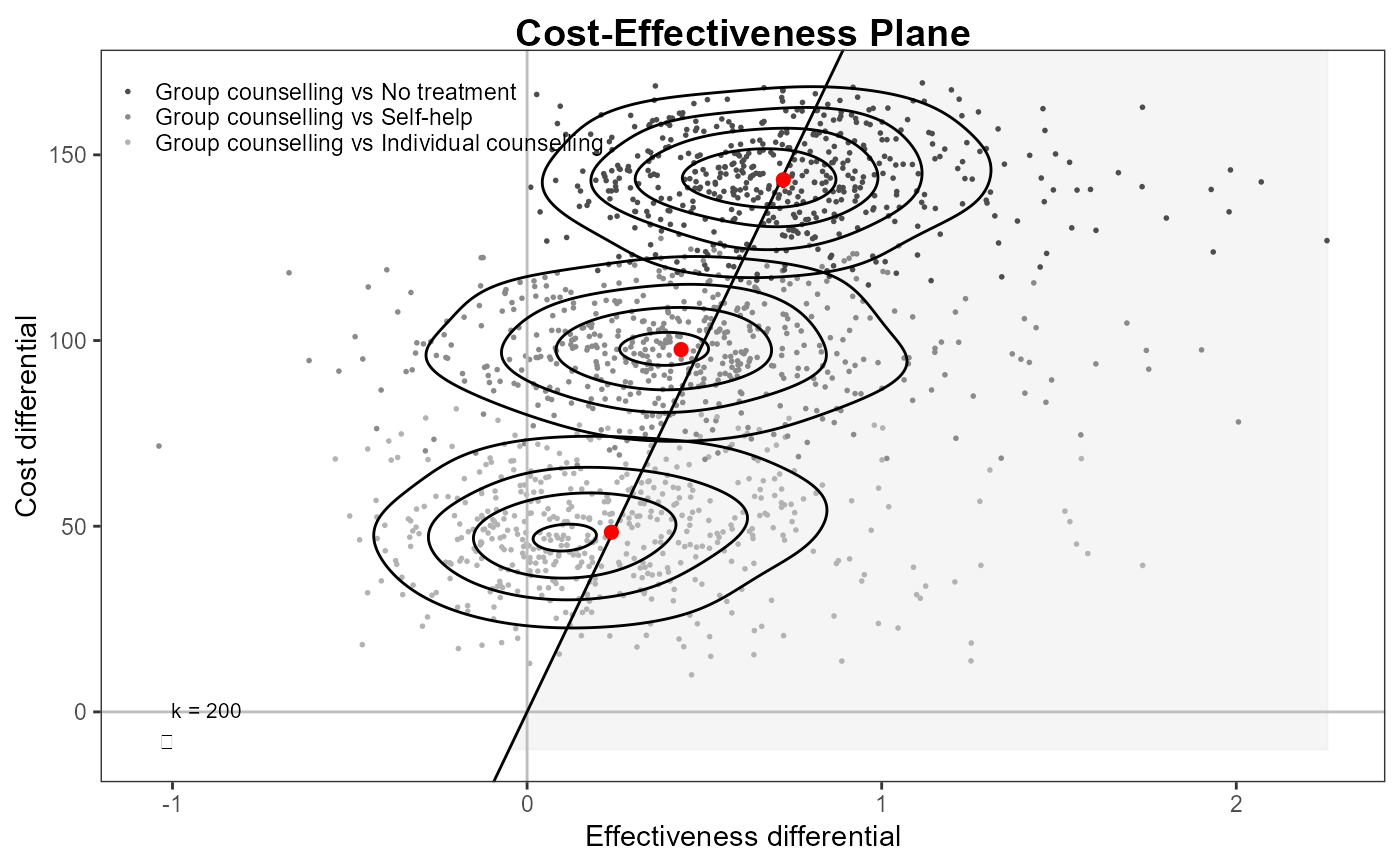 Cost-Effectiveness Plane
Group counselling vs No treatment
Group counselling vs Self-help
Group counselling vs Individual counselling
150
100
50
0
Cost differential
k = 200
-1
0
1
2
Effectiveness differential